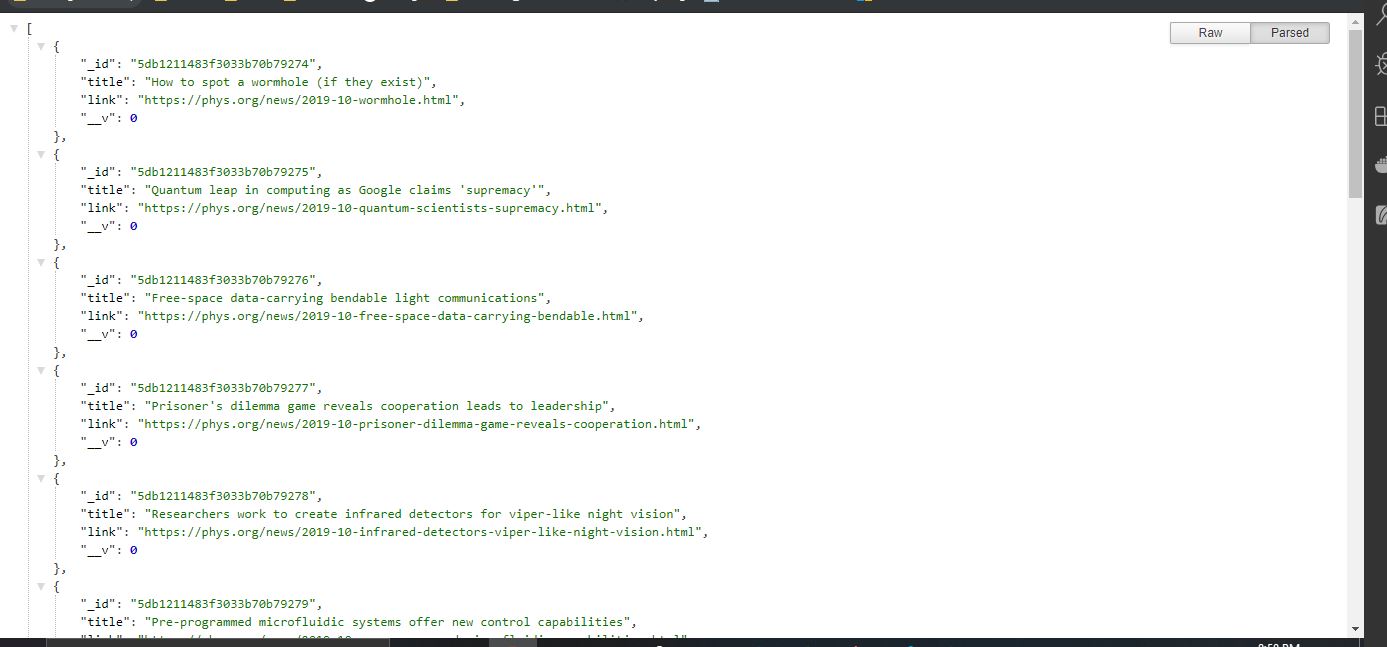 [
Raw Parsed
{
"_id": "5db1211483f3033b70b79274",
"title": "How to spot a wormhole (if they exist)",
"link": "https://phys.org/news/2019-10-wormhole.html",
"__v": 0
},
{
"_id": "5db1211483f3033b70b79275",
"title": "Quantum leap in computing as Google claims 'supremacy'",
"link": "https://phys.org/news/2019-10-quantum-scientists-supremacy.html",
"__v": 0
},
{
"_id": "5db1211483f3033b70b79276",
"title": "Free-space data-carrying bendable light communications",
"link": "https://phys.org/news/2019-10-free-space-data-carrying-bendable.html",
"__v": 0
},
{
"_id": "5db1211483f3033b70b79277",
"title": "Prisoner's dilemma game reveals cooperation leads to leadership",
"link": "https://phys.org/news/2019-10-prisoner-dilemma-game-reveals-cooperation.html",
"__v": 0
},
{
"_id": "5db1211483f3033b70b79278",
"title": "Researchers work to create infrared detectors for viper-like night vision",
"link": "https://phys.org/news/2019-10-infrared-detectors-viper-like-night-vision.html",
"__v": 0
},
{
"_id": "5db1211483f3033b70b79279",
"title": "Pre-programmed microfluidic systems offer new control capabilities",